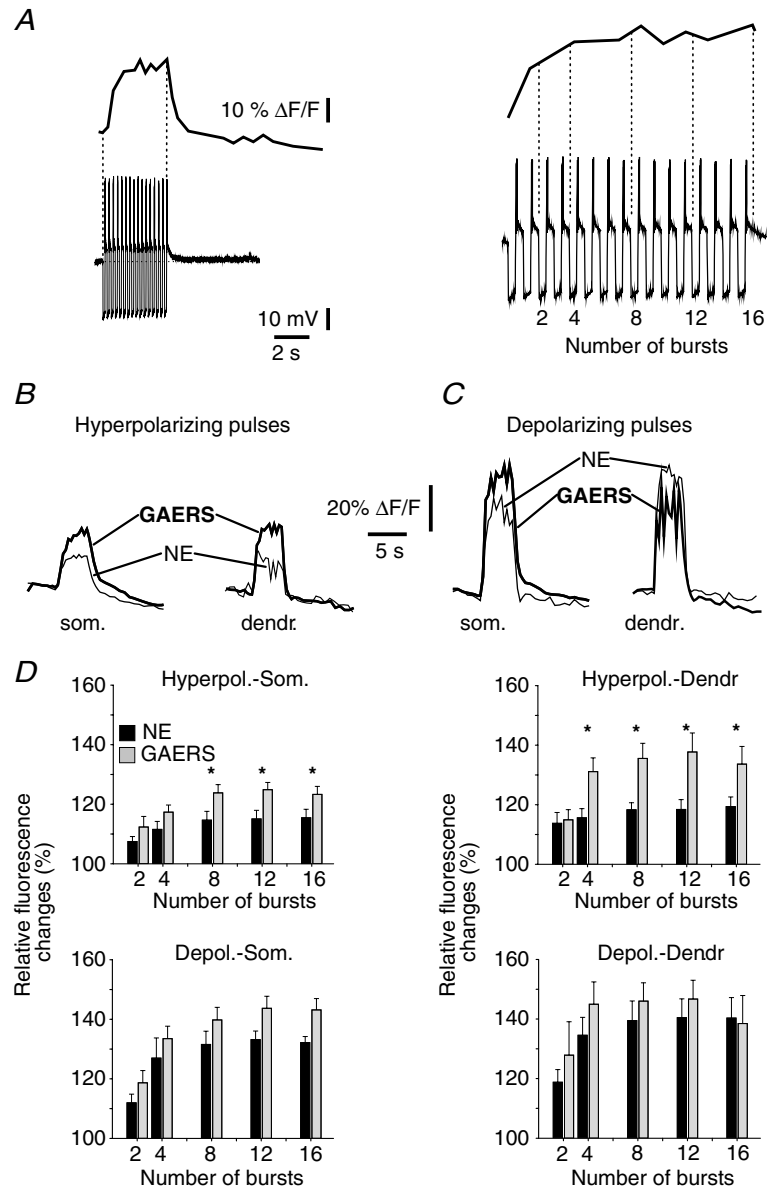 A
10 % ΔF/F
10 mV
2 s
2 4 8 12 16
Number of bursts
B
Hyperpolarizing pulses
GAERS
NE
som.
dendr.
20% ΔF/F
5 s
C
Depolarizing pulses
NE
GAERS
som.
dendr.
D
Hyperpol.-Som.
160
140
120
100
NE
GAERS
* * *
2 4 8 12 16
Number of bursts
Hyperpol.-Dendr
160
140
120
100
* * * *
2 4 8 12 16
Number of bursts
Relative fluorescence
changes (%)
Relative fluorescence
changes (%)
Depol.-Som.
160
140
120
100
2 4 8 12 16
Number of bursts
Depol.-Dendr
160
140
120
100
2 4 8 12 16
Number of bursts